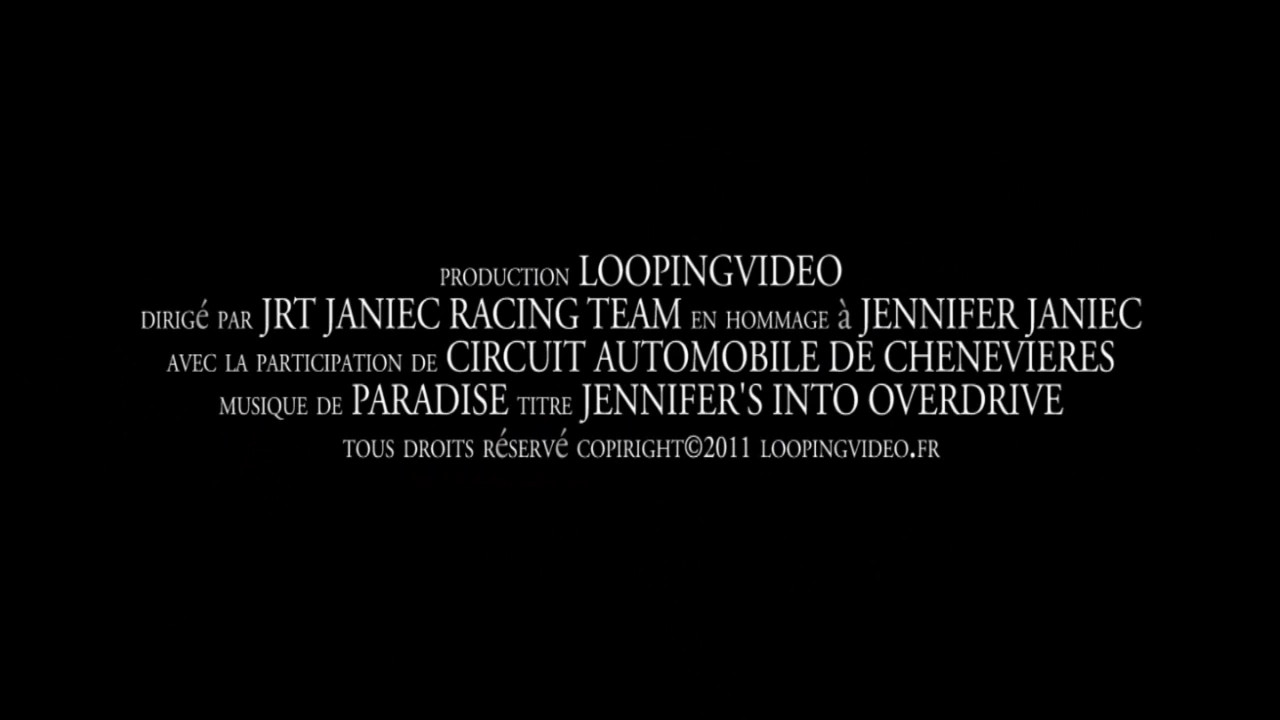 PRODUCTION LOOPINGVIDEO
DIRIGé PAR JRT JANIEC RACING TEAM EN HOMMAGE à JENNIFER JANIEC
AVEC LA PARTICIPATION DE CIRCUIT AUTOMOBILE DE CHENEVIERES
MUSIQUE DE PARADISE TITRE JENNIFER'S INTO OVERDRIVE
TOUS DROITS RéSERVé COPIRIGHT©2011 LOOPINGVIDEO.FR